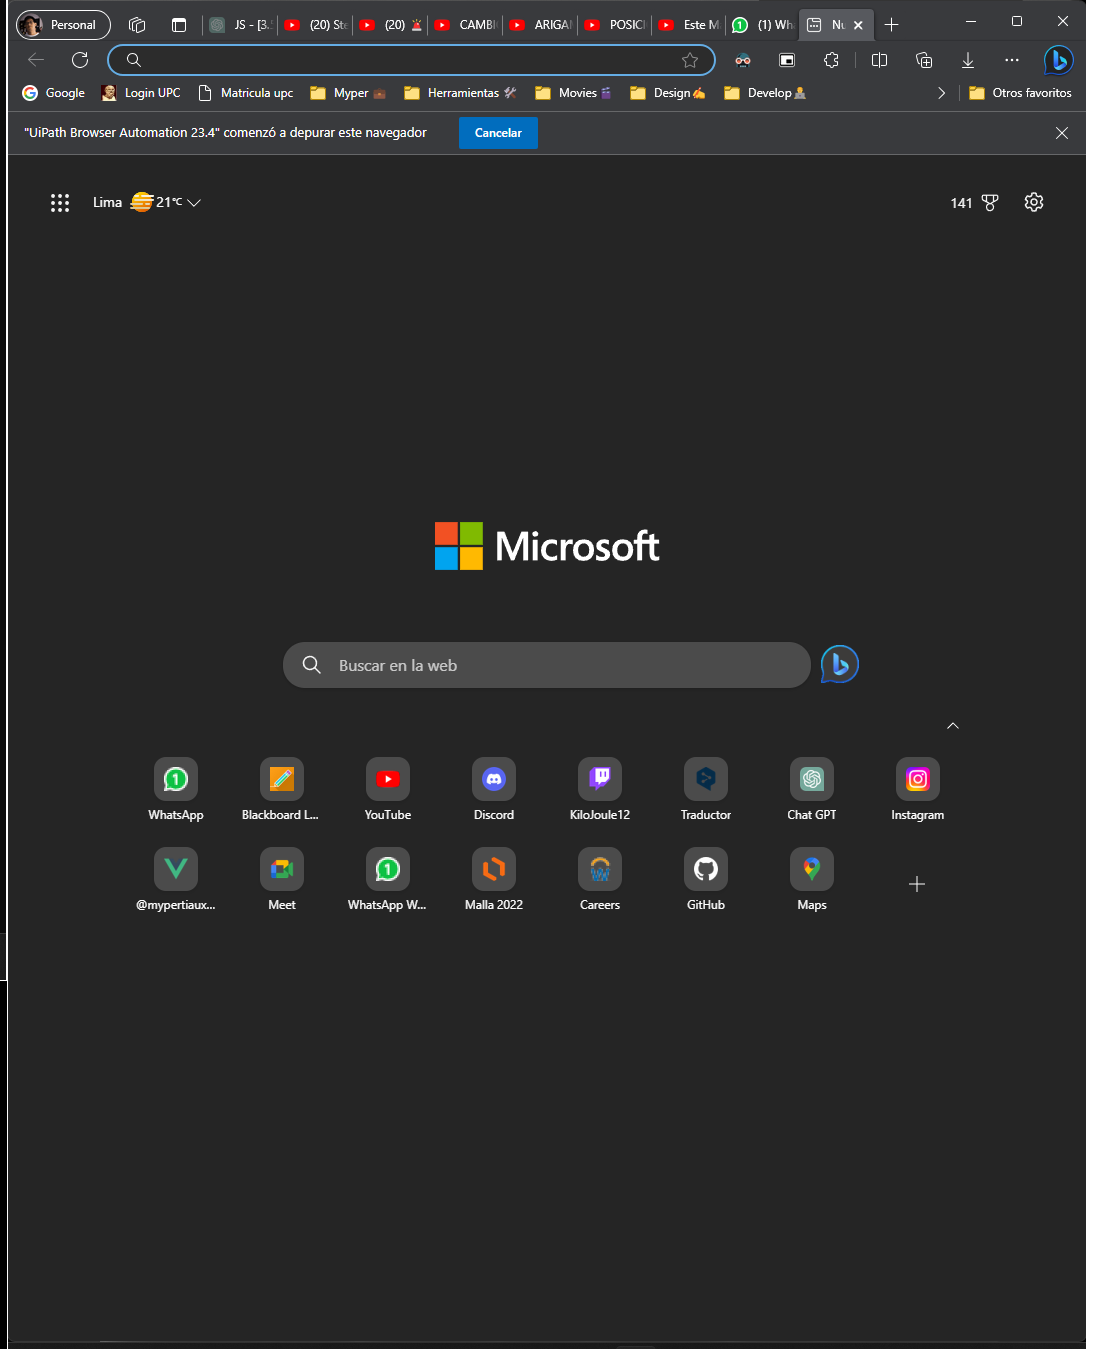 Personal
JS - [3.
(20) Ste
(20)
CAMBI
ARIGA
POSICI
Este M
(1) Wh
Nu
Google
Login UPC
Matricula upc
Myper
Herramientas
Movies
Design
Develop
Otros favoritos
"UiPath Browser Automation 23.4" comenzó a depurar este navegador
Cancelar
Lima 21°C
141
Microsoft
Buscar en la web
WhatsApp
Blackboard L...
YouTube
Discord
KiloJoule12
Traductor
Chat GPT
Instagram
@mypertiaux...
Meet
WhatsApp W...
Malla 2022
Careers
GitHub
Maps